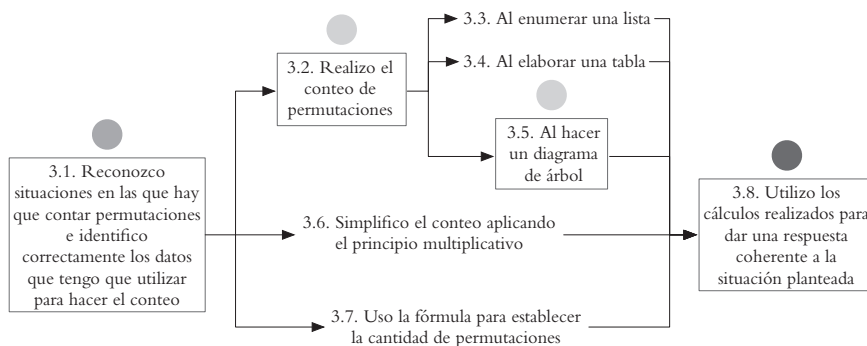 3.1. Reconozco
situaciones en las que hay
que contar permutaciones
e identifico
correctamente los datos
que tengo que utilizar
para hacer el conteo
3.2. Realizo el
conteo de
permutaciones
3.3. Al enumerar una lista
3.4. Al elaborar una tabla
3.5. Al hacer
un diagrama
de árbol
3.6. Simplifico el conteo aplicando
el principio multiplicativo
3.7. Uso la fórmula para establecer
la cantidad de permutaciones
3.8. Utilizo los
cálculos realizados para
dar una respuesta
coherente a la
situación planteada